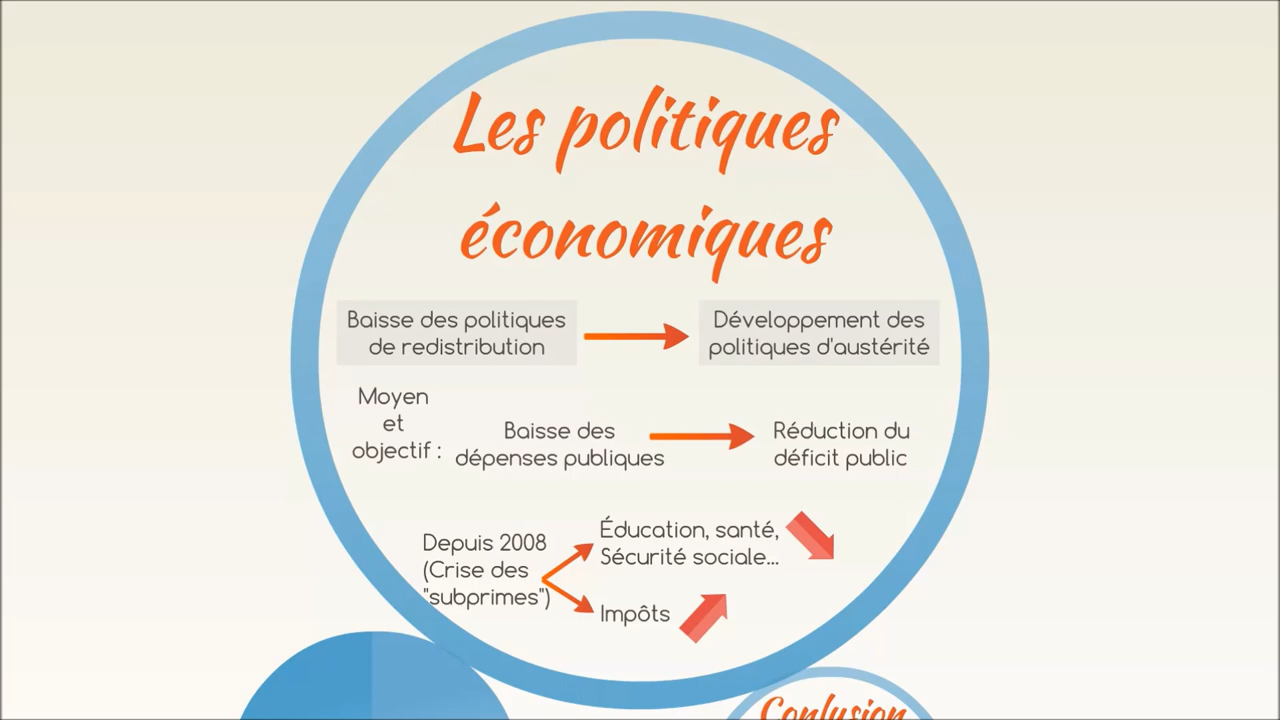 Les politiques
économiques
Baisse des politiques
de redistribution
Développement des
politiques d'austérité
Moyen
et
objectif :
Baisse des
dépenses publiques
Réduction du
déficit public
Depuis 2008
(Crise des
"subprimes")
Éducation, santé,
Sécurité sociale...
Impôts
Conlusion